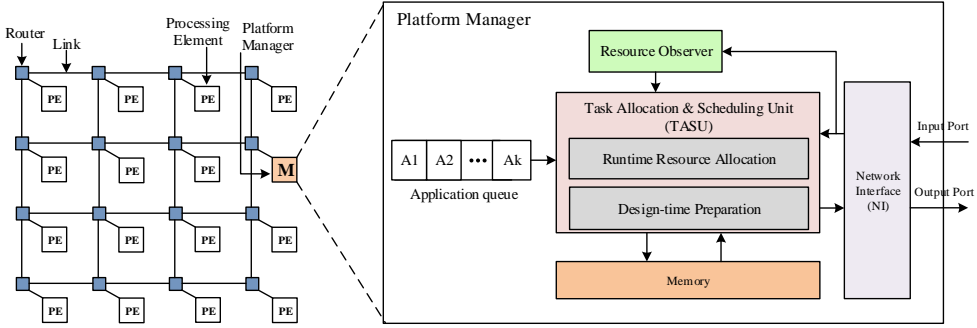 Router
Link
Processing
Element
Platform
Manager
PE
PE
PE
PE
PE
PE
PE
M
PE
PE
PE
PE
PE
PE
PE
PE
Platform Manager
Resource Observer
Task Allocation & Scheduling Unit
(TASU)
Runtime Resource Allocation
Design-time Preparation
A1 A2 ••• Ak
Application queue
Memory
Network
Interface
(NI)
Input Port
Output Port